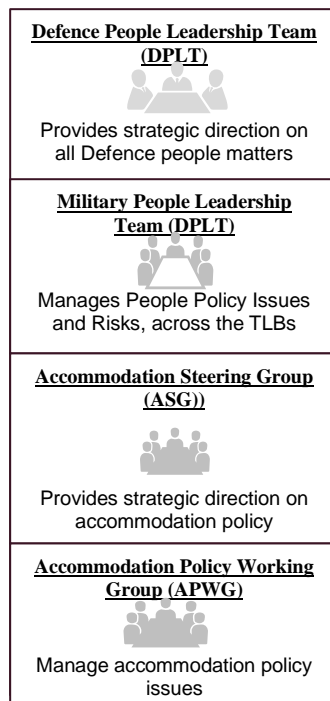 Defence People Leadership Team
(DPLT)
Provides strategic direction on
all Defence people matters
Military People Leadership
Team (DPLT)
Manages People Policy Issues
and Risks, across the TLBs
Accommodation Steering Group
(ASG))
Provides strategic direction on
accommodation policy
Accommodation Policy Working
Group (APWG)
Manage accommodation policy
issues